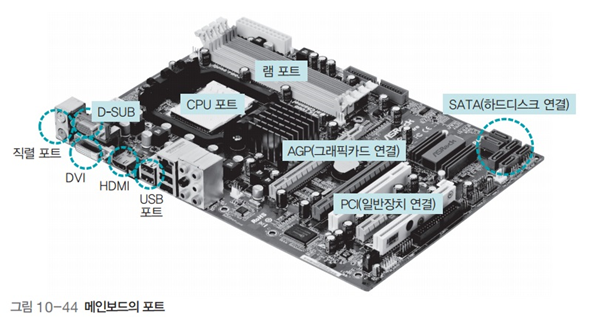 램 포트
D-SUB
CPU 포트
SATA(하드디스크 연결)
직렬 포트
AGP(그래픽카드 연결)
DVI
HDMI
USB
포트
PCI(일반장치 연결)
ASRock
그림 10-44 메인보드의 포트